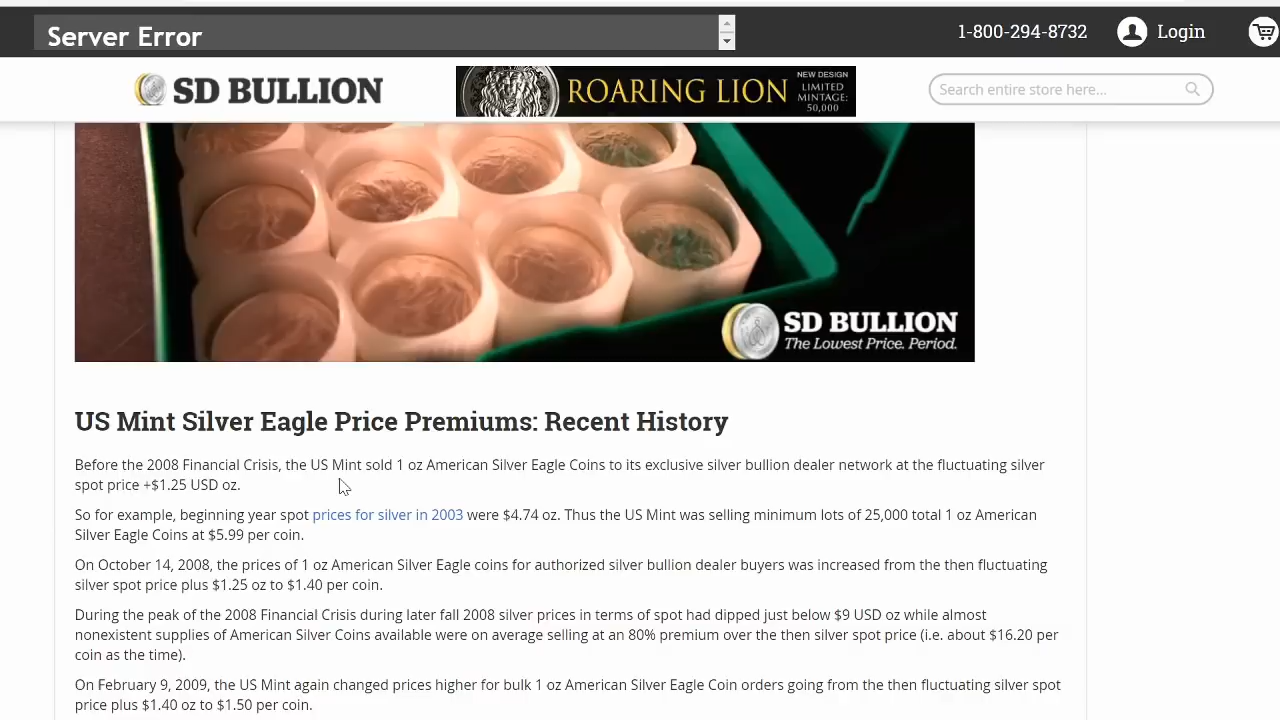 Server Error
1-800-294-8732
Login
SD BULLION
ROARING LION
NEW DESIGN
LIMITED
MINTAGE:
50,000
Search entire store here...
SD BULLION
The Lowest Price. Period.
US Mint Silver Eagle Price Premiums: Recent History
Before the 2008 Financial Crisis, the US Mint sold 1 oz American Silver Eagle Coins to its exclusive silver bullion dealer network at the fluctuating silver
spot price +$1.25 USD oz.
So for example, beginning year spot prices for silver in 2003 were $4.74 oz. Thus the US Mint was selling minimum lots of 25,000 total 1 oz American
Silver Eagle Coins at $5.99 per coin.
On October 14, 2008, the prices of 1 oz American Silver Eagle coins for authorized silver bullion dealer buyers was increased from the then fluctuating
silver spot price plus $1.25 oz to $1.40 per coin.
During the peak of the 2008 Financial Crisis during later fall 2008 silver prices in terms of spot had dipped just below $9 USD oz while almost
nonexistent supplies of American Silver Coins available were on average selling at an 80% premium over the then silver spot price (i.e. about $16.20 per
coin as the time).
On February 9, 2009, the US Mint again changed prices higher for bulk 1 oz American Silver Eagle Coin orders going from the then fluctuating silver spot
price plus $1.40 oz to $1.50 per coin.